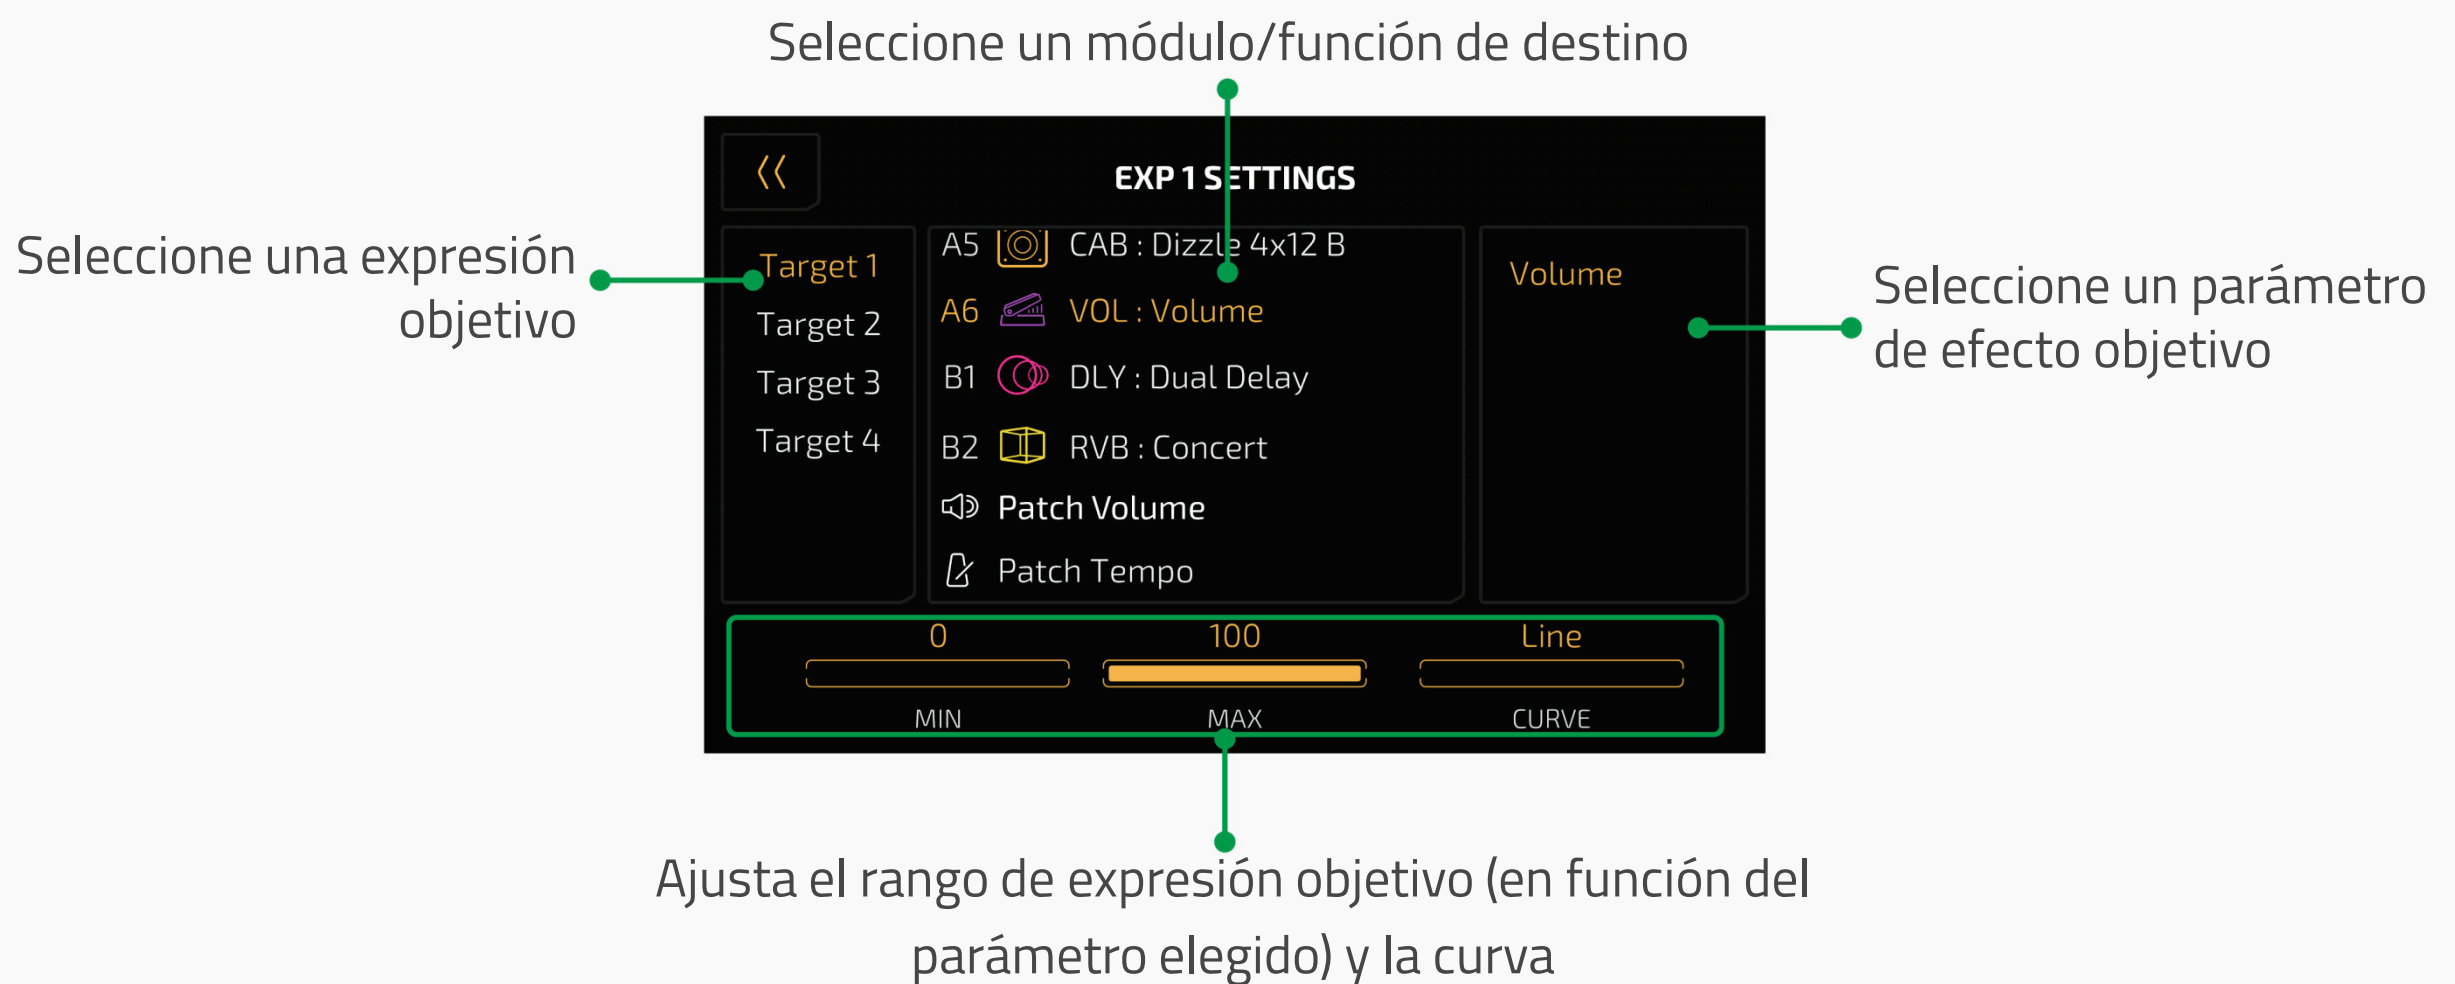 Seleccione un módulo/función de destino
EXP 1 SETTINGS
Seleccione una expresión
objetivo
Target 1
Target 2
Target 3
Target 4
A5 CAB : Dizzle 4x12 B
A6 VOL : Volume
B1 DLY : Dual Delay
B2 RVB : Concert
Patch Volume
Patch Tempo
Volume
Seleccione un parámetro
de efecto objetivo
0 100 Line
MIN MAX CURVE
Ajusta el rango de expresión objetivo (en función del
parámetro elegido) y la curva